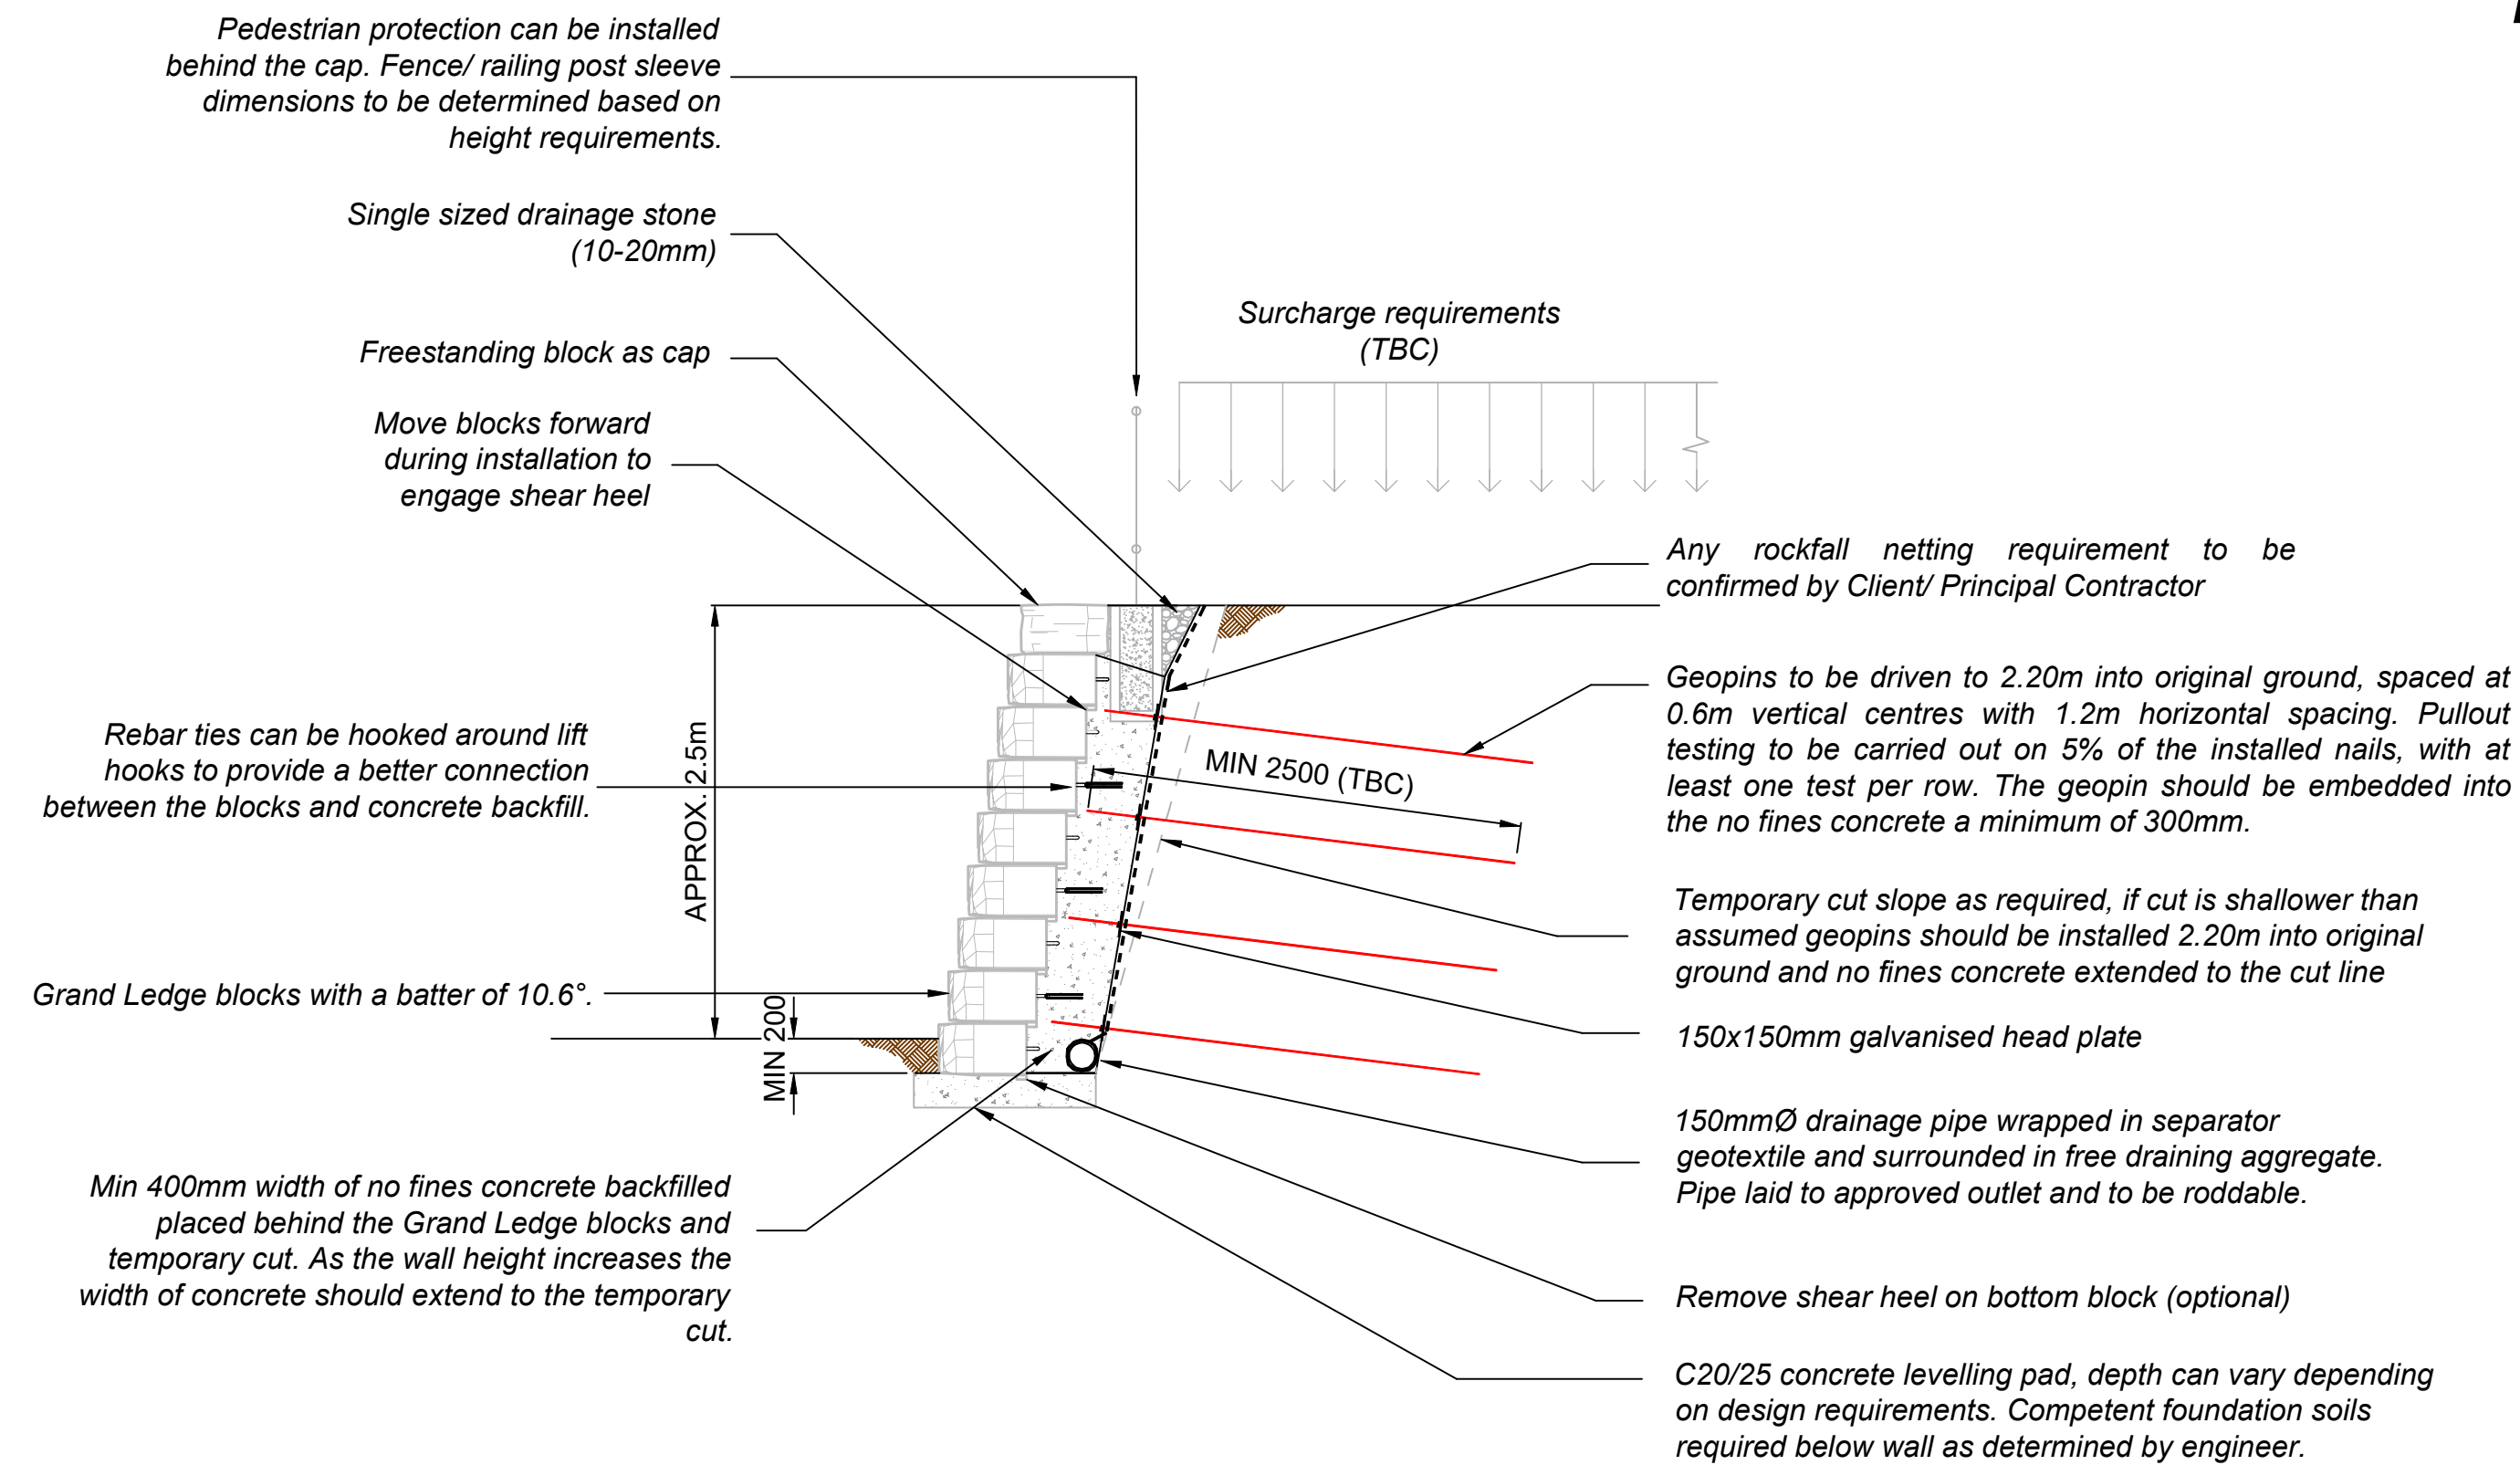 Pedestrian protection can be installed
behind the cap. Fence/ railing post sleeve
dimensions to be determined based on
height requirements.
Single sized drainage stone
(10-20mm)
Freestanding block as cap
Move blocks forward
during installation to
engage shear heel
Rebar ties can be hooked around lift
hooks to provide a better connection
between the blocks and concrete backfill.
Grand Ledge blocks with a batter of 10.6°.
Min 400mm width of no fines concrete backfilled
placed behind the Grand Ledge blocks and
temporary cut. As the wall height increases the
width of concrete should extend to the temporary
cut.
APPROX. 2.5m
MIN 200
MIN 2500 (TBC)
Surcharge requirements
(TBC)
Any rockfall netting requirement to be
confirmed by Client/ Principal Contractor
Geopins to be driven to 2.20m into original ground, spaced at
0.6m vertical centres with 1.2m horizontal spacing. Pullout
testing to be carried out on 5% of the installed nails, with at
least one test per row. The geopin should be embedded into
the no fines concrete a minimum of 300mm.
Temporary cut slope as required, if cut is shallower than
assumed geopins should be installed 2.20m into original
ground and no fines concrete extended to the cut line
150x150mm galvanised head plate
150mmØ drainage pipe wrapped in separator
geotextile and surrounded in free draining aggregate.
Pipe laid to approved outlet and to be roddable.
Remove shear heel on bottom block (optional)
C20/25 concrete levelling pad, depth can vary depending
on design requirements. Competent foundation soils
required below wall as determined by engineer.